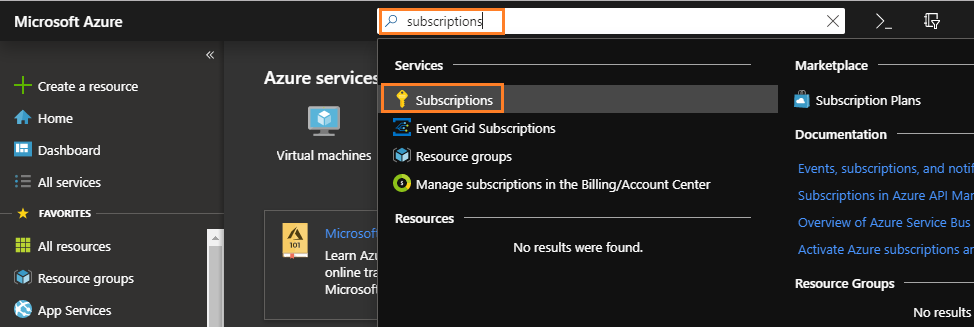 Microsoft Azure
subscriptions
Create a resource
Home
Dashboard
All services
FAVORITES
All resources
Resource groups
App Services
Azure services
Virtual machines
101
Microsof
Learn Azu
online tra
Microsof
Services
Subscriptions
Event Grid Subscriptions
Resource groups
Manage subscriptions in the Billing/Account Center
Resources
No results were found.
Marketplace
Subscription Plans
Documentation
Events, subscriptions, and notif
Subscriptions in Azure API Man
Overview of Azure Service Bus
Activate Azure subscriptions an
Resource Groups
No results